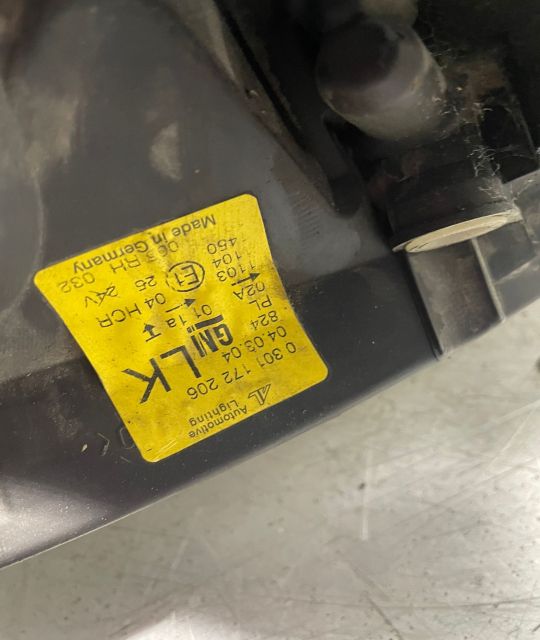 AL Automotive
Lighting
0 301 172 206
04.03.04 LK
824 GM
PL 01 1a
02A 04 HCR
1103 E1 25 24V
1104
450 063 RH 032
Made in Germany